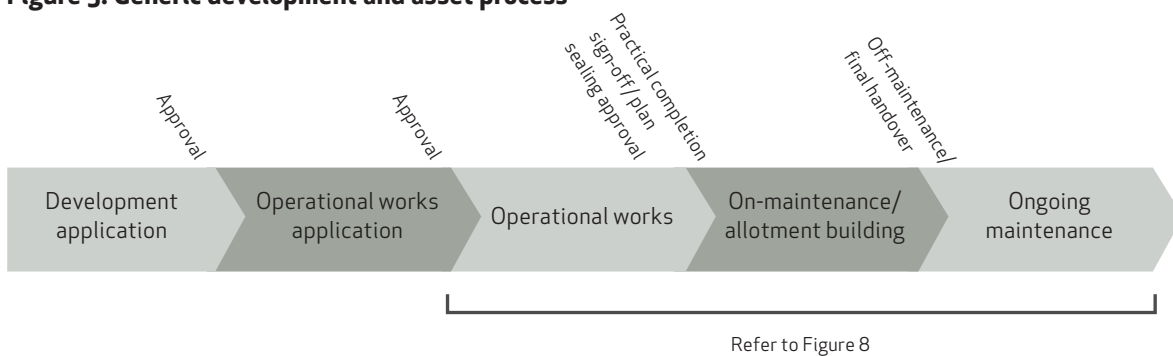 Figure 5: Generic development and asset process
Approval
Approval
Practical completion
sign-off/plan
sealing approval
Off-maintenance/
final handover
Development
application
Operational works
application
Operational works
On-maintenance/
allotment building
Ongoing
maintenance
Refer to Figure 8